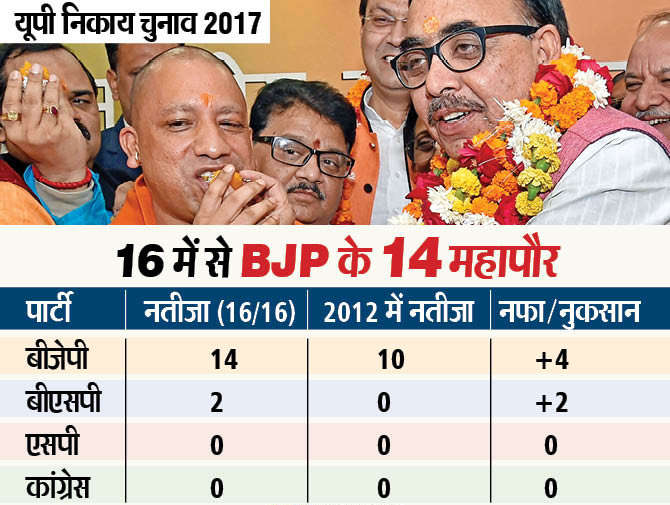 यूपी निकाय चुनाव 2017
16 में से BJP के 14 महापौर
पार्टी नतीजा (16/16) 2012 में नतीजा नफा/नुकसान
बीजेपी 14 10 +4
बीएसपी 2 0 +2
एसपी 0 0 0
कांग्रेस 0 0 0